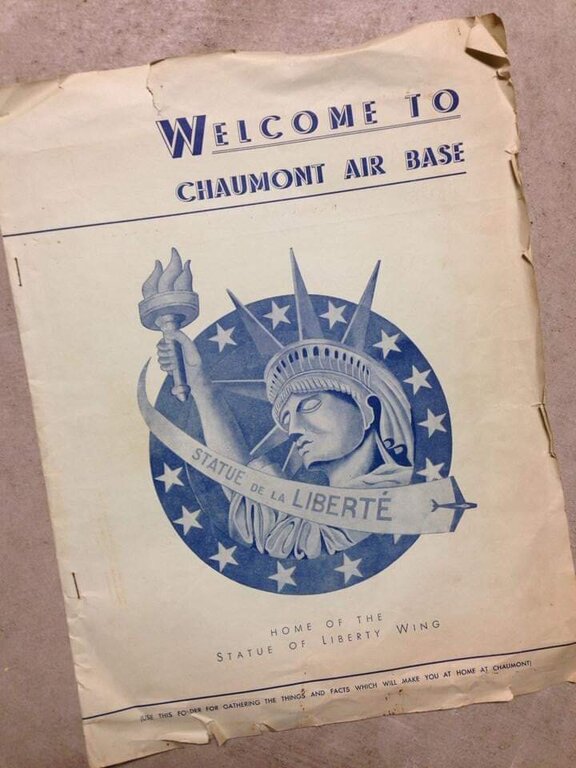 WELCOME TO
CHAUMONT AIR BASE
STATUE DE LA LIBERTÉ
HOME OF THE
STATUE OF LIBERTY WING
(USE THIS FOLDER FOR GATHERING THE THINGS AND FACTS WHICH WILL MAKE YOU AT HOME AT CHAUMONT)